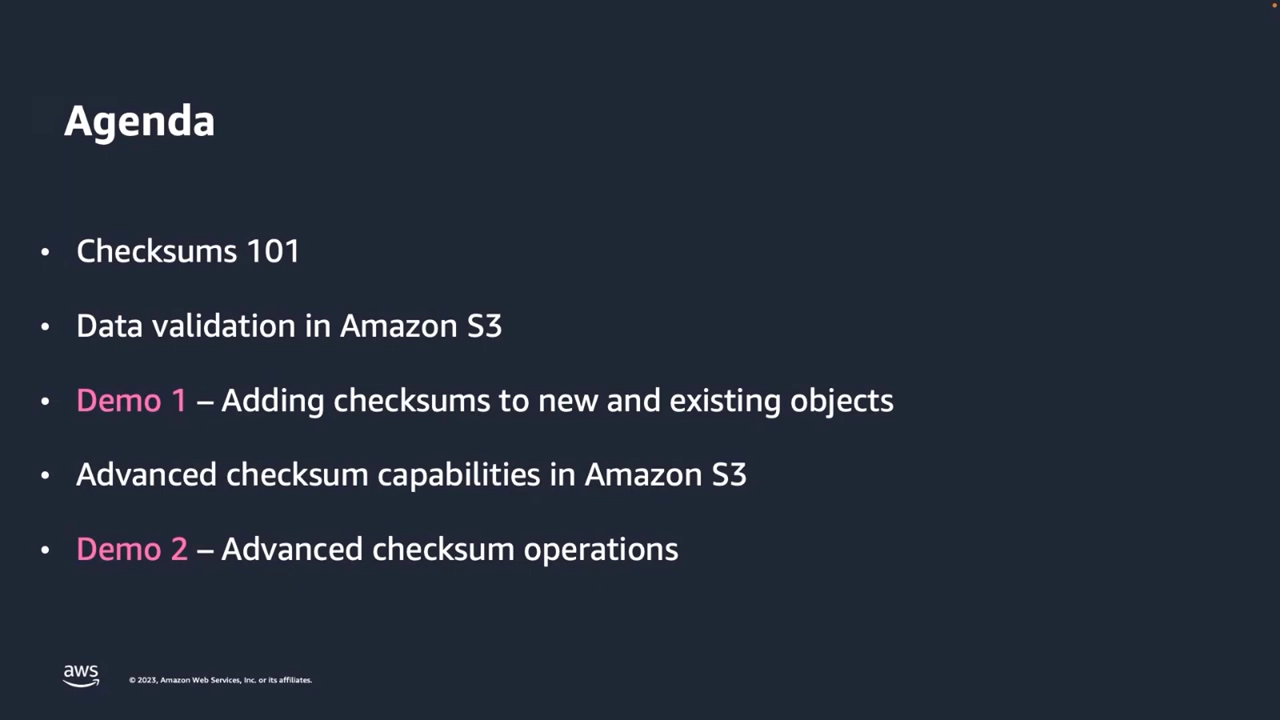 Agenda
• Checksums 101
• Data validation in Amazon S3
• Demo 1 – Adding checksums to new and existing objects
• Advanced checksum capabilities in Amazon S3
• Demo 2 – Advanced checksum operations
aws
© 2023, Amazon Web Services, Inc. or its affiliates.